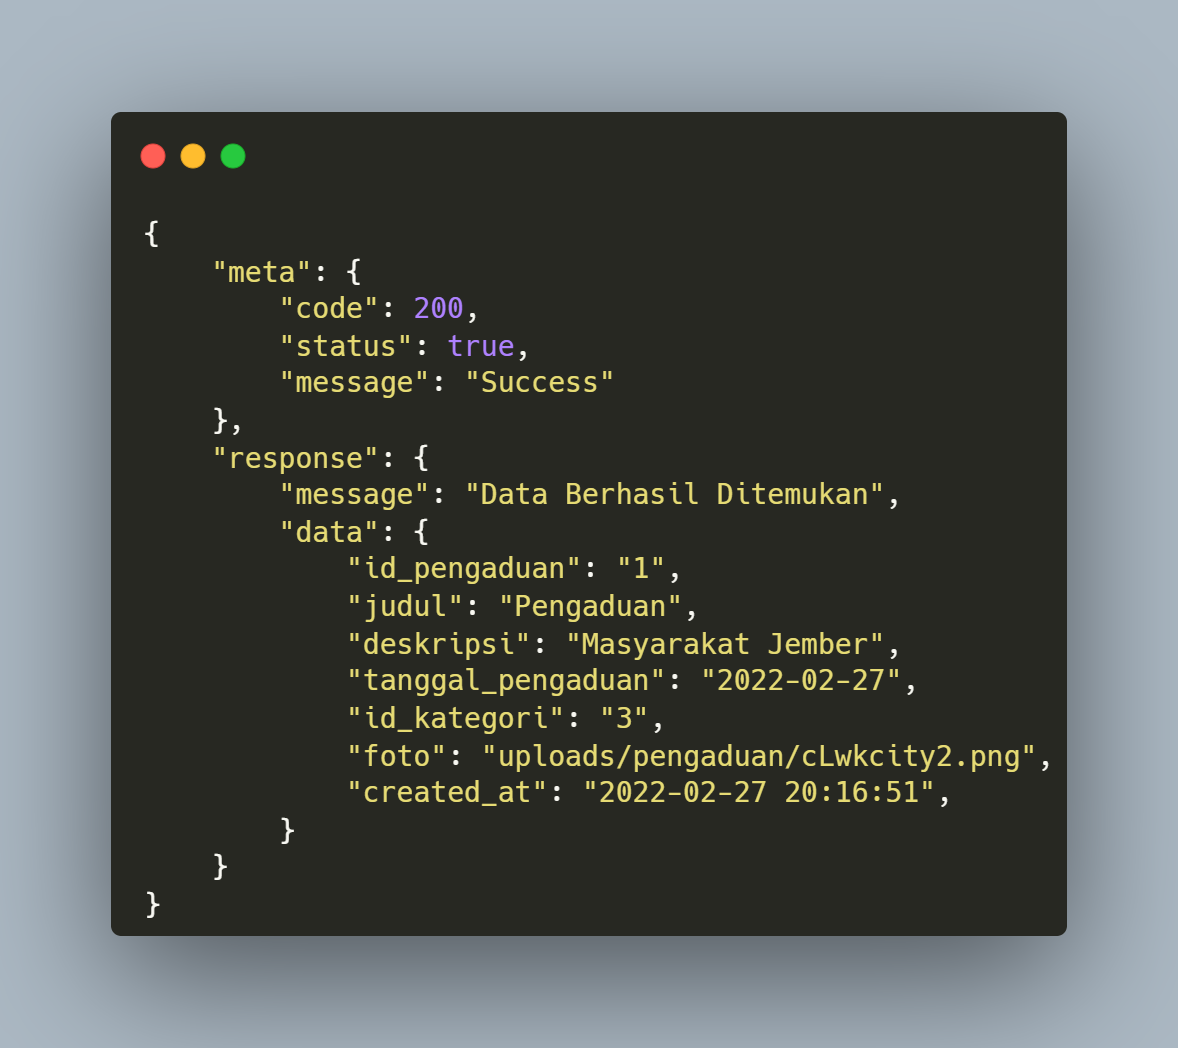 {
    "meta": {
        "code": 200,
        "status": true,
        "message": "Success"
    },
    "response": {
        "message": "Data Berhasil Ditemukan",
        "data": {
            "id_pengaduan": "1",
            "judul": "Pengaduan",
            "deskripsi": "Masyarakat Jember",
            "tanggal_pengaduan": "2022-02-27",
            "id_kategori": "3",
            "foto": "uploads/pengaduan/cLwkcity2.png",
            "created_at": "2022-02-27 20:16:51",
        }
    }
}